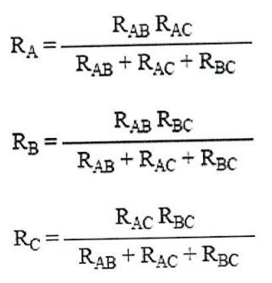 R_A = R_AB R_AC / (R_AB + R_AC + R_BC)
R_B = R_AB R_BC / (R_AB + R_AC + R_BC)
R_C = R_AC R_BC / (R_AB + R_AC + R_BC)